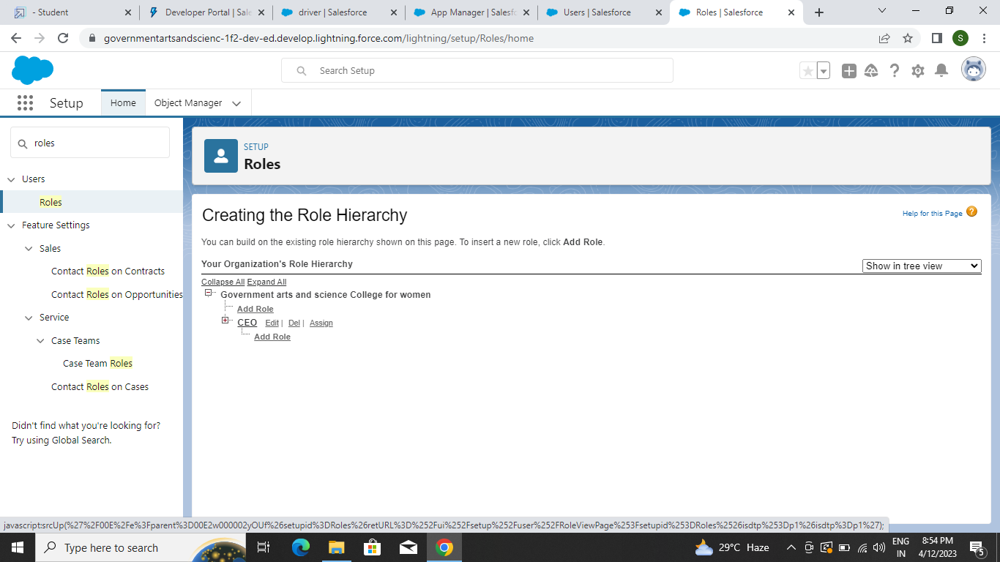 - Student
Developer Portal | Sale
driver | Salesforce
App Manager | Salesfo
Users | Salesforce
Roles | Salesforce
governmentartsandscienc-1f2-dev-ed.develop.lightning.force.com/lightning/setup/Roles/home
S
Search Setup
Setup
Home
Object Manager
roles
Users
Roles
Feature Settings
Sales
Contact Roles on Contracts
Contact Roles on Opportunities
Service
Case Teams
Case Team Roles
Contact Roles on Cases
Didn't find what you're looking for?
Try using Global Search.
SETUP
Roles
Creating the Role Hierarchy
Help for this Page ?
You can build on the existing role hierarchy shown on this page. To insert a new role, click Add Role.
Your Organization's Role Hierarchy
Show in tree view
Collapse All Expand All
Government arts and science College for women
Add Role
CEO Edit | Del | Assign
Add Role
javascript:srcUp(%27%2F00E%2Fe%3Fparent%3D00E2w000002yOUf%26setupid%3DRoles%26retURL%3D%252Fui%252Fsetup%252Fuser%252FRoleViewPage%253Fsetupid%253DRoles%2526isdtp%253Dp1%26isdtp%3Dp1%27);
Type here to search
29°C Haze
ENG
IN
8:54 PM
4/12/2023
5